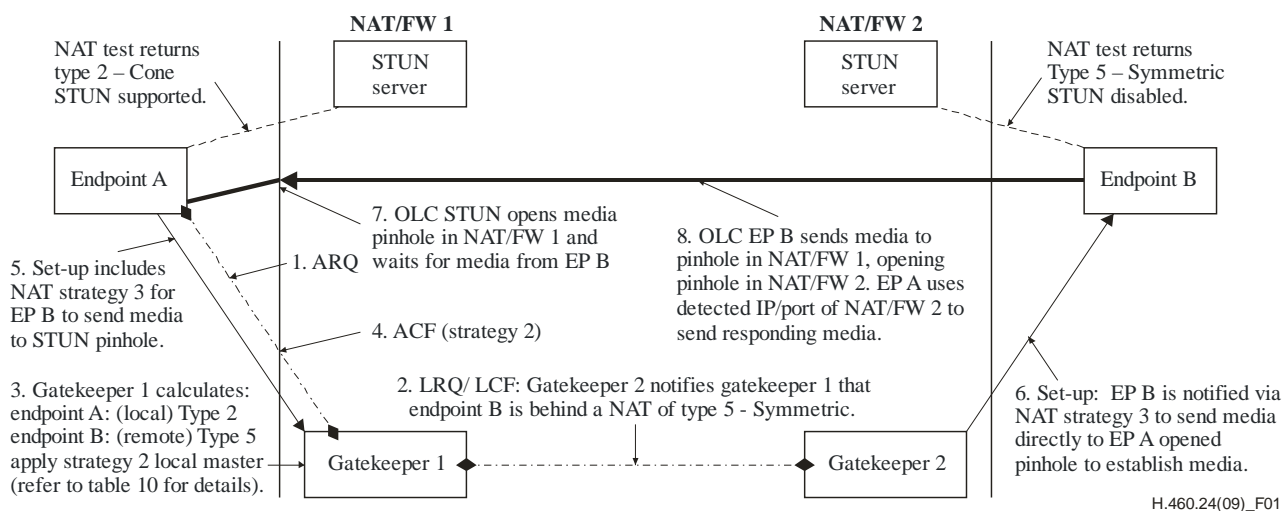 NAT/FW 1
NAT/FW 2
NAT test returns
type 2 – Cone
STUN supported.
STUN
server
STUN
server
NAT test returns
Type 5 – Symmetric
STUN disabled.
Endpoint A
Endpoint B
7. OLC STUN opens media
pinhole in NAT/FW 1 and
waits for media from EP B
8. OLC EP B sends media to
pinhole in NAT/FW 1, opening
pinhole in NAT/FW 2. EP A uses
detected IP/port of NAT/FW 2 to
send responding media.
1. ARQ
5. Set-up includes
NAT strategy 3 for
EP B to send media
to STUN pinhole.
4. ACF (strategy 2)
3. Gatekeeper 1 calculates:
endpoint A: (local) Type 2
endpoint B: (remote) Type 5
apply strategy 2 local master
(refer to table 10 for details).
2. LRQ/ LCF: Gatekeeper 2 notifies gatekeeper 1 that
endpoint B is behind a NAT of type 5 - Symmetric.
6. Set-up: EP B is notified via
NAT strategy 3 to send media
directly to EP A opened
pinhole to establish media.
Gatekeeper 1
Gatekeeper 2
H.460.24(09)_F01